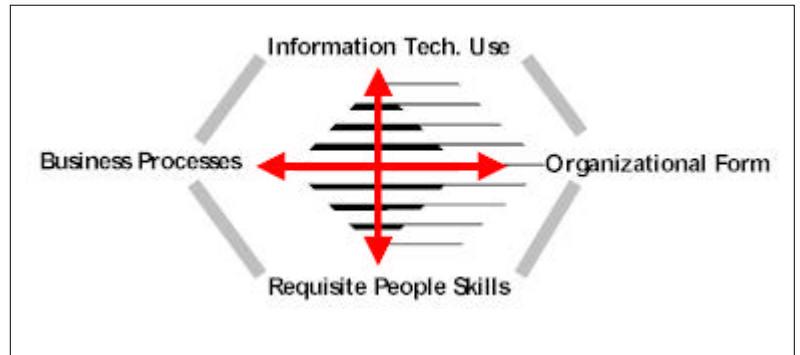 Information Tech. Use
Business Processes
Organizational Form
Requisite People Skills